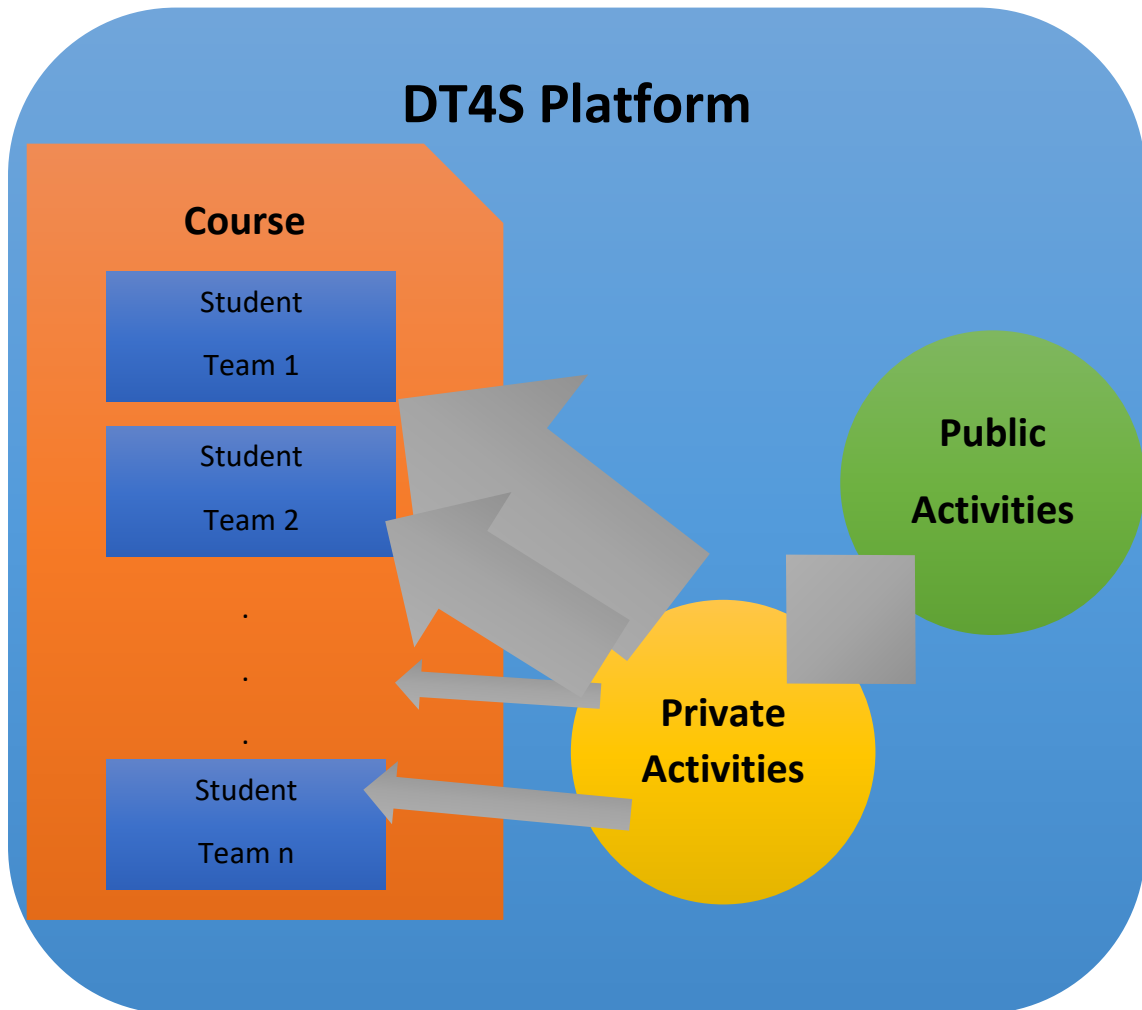 DT4S Platform
Course
Student
Team 1
Student
Team 2
.
.
.
Student
Team n
Public
Activities
Private
Activities